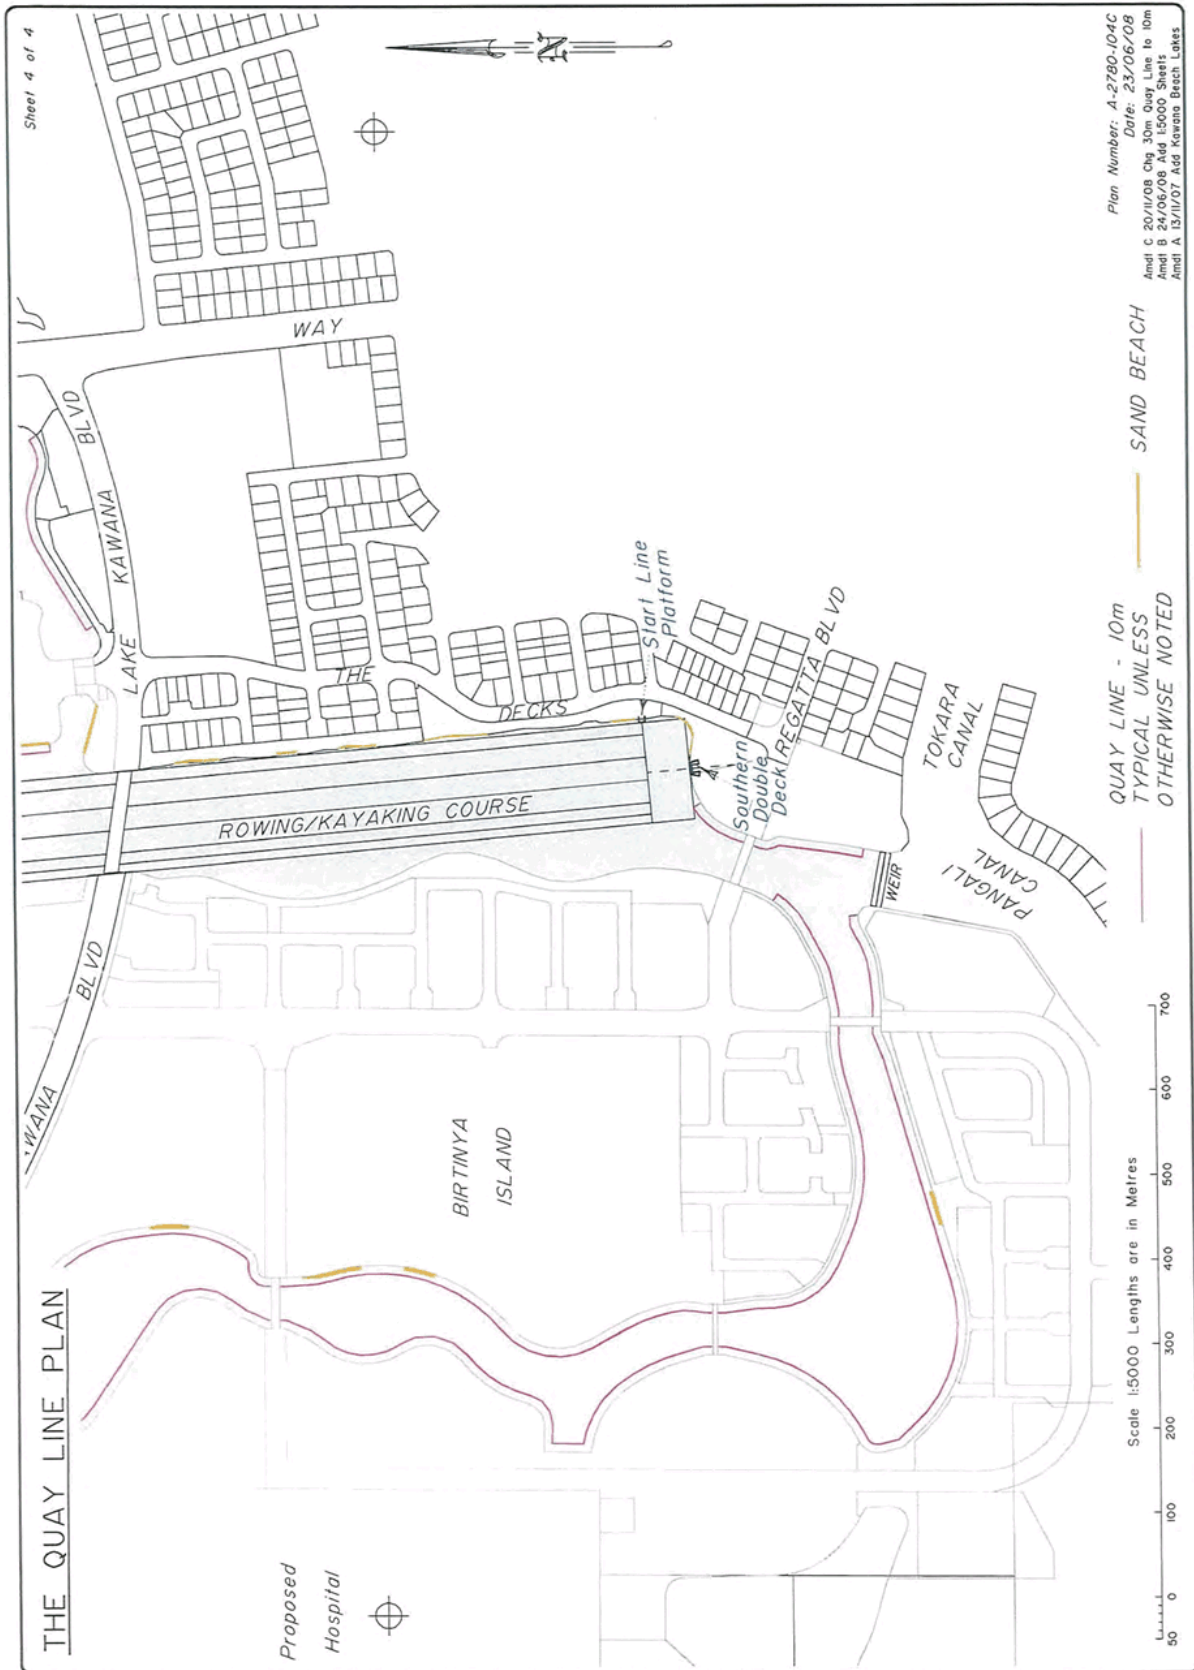 Sheet 4 of 4
THE QUAY LINE PLAN
N
Proposed
Hospital
'WANA
BLVD
LAKE
KAWANA
BLVD
WAY
ROWING/KAYAKING COURSE
THE
DECKS
Start Line
Platform
BIRTINYA
ISLAND
Southern
Double
Deck
REGATTA BLVD
TOKARA
CANAL
WEIR
PANGALI
CANAL
QUAY LINE - 10m
TYPICAL UNLESS
OTHERWISE NOTED
SAND BEACH
Scale 1:5000 Lengths are in Metres
50 0 100 200 300 400 500 600 700
Plan Number: A-2780-104C
Date: 23/06/08
Amdt C 20/11/08 Chg 30m Quay Line to 10m
Amdt B 24/06/08 Add 1:5000 Sheets
Amdt A 13/11/07 Add Kawana Beach Lakes